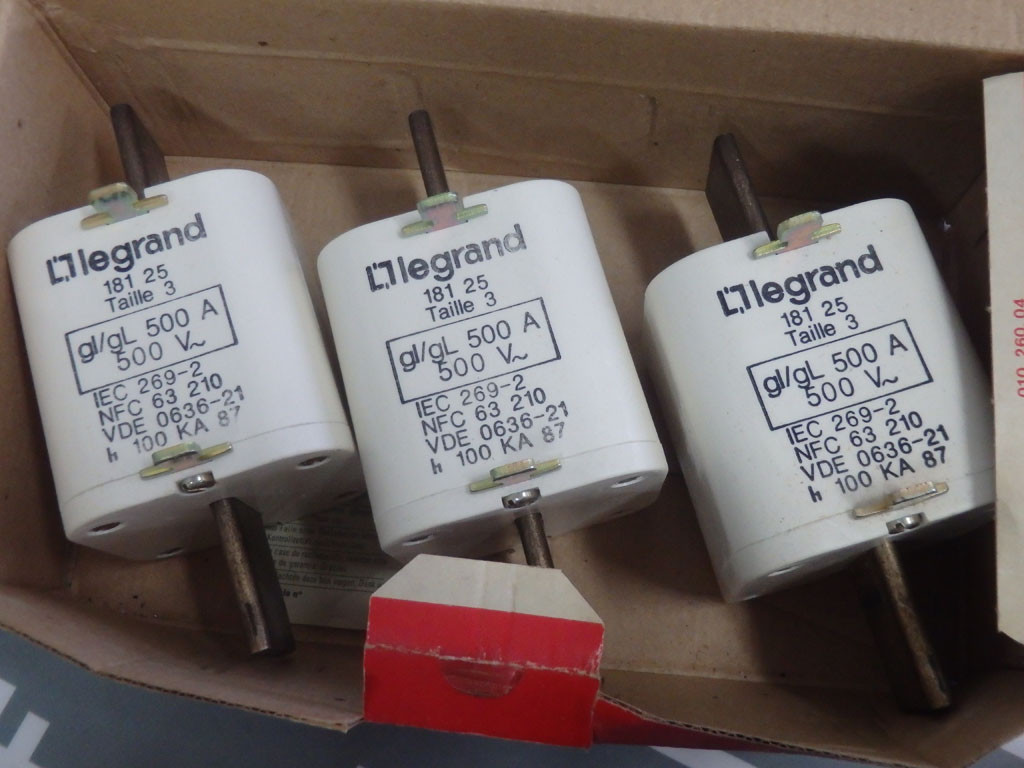 legrand
181 25
Taille 3
gI/gL 500 A
500 V~
IEC 269-2
NFC 63 210
VDE 0636-21
100 KA 87
legrand
181 25
Taille 3
gI/gL 500 A
500 V~
IEC 269-2
NFC 63 210
VDE 0636-21
100 KA 87
legrand
181 25
Taille 3
gI/gL 500 A
500 V~
IEC 269-2
NFC 63 210
VDE 0636-21
100 KA 87
010 260 04